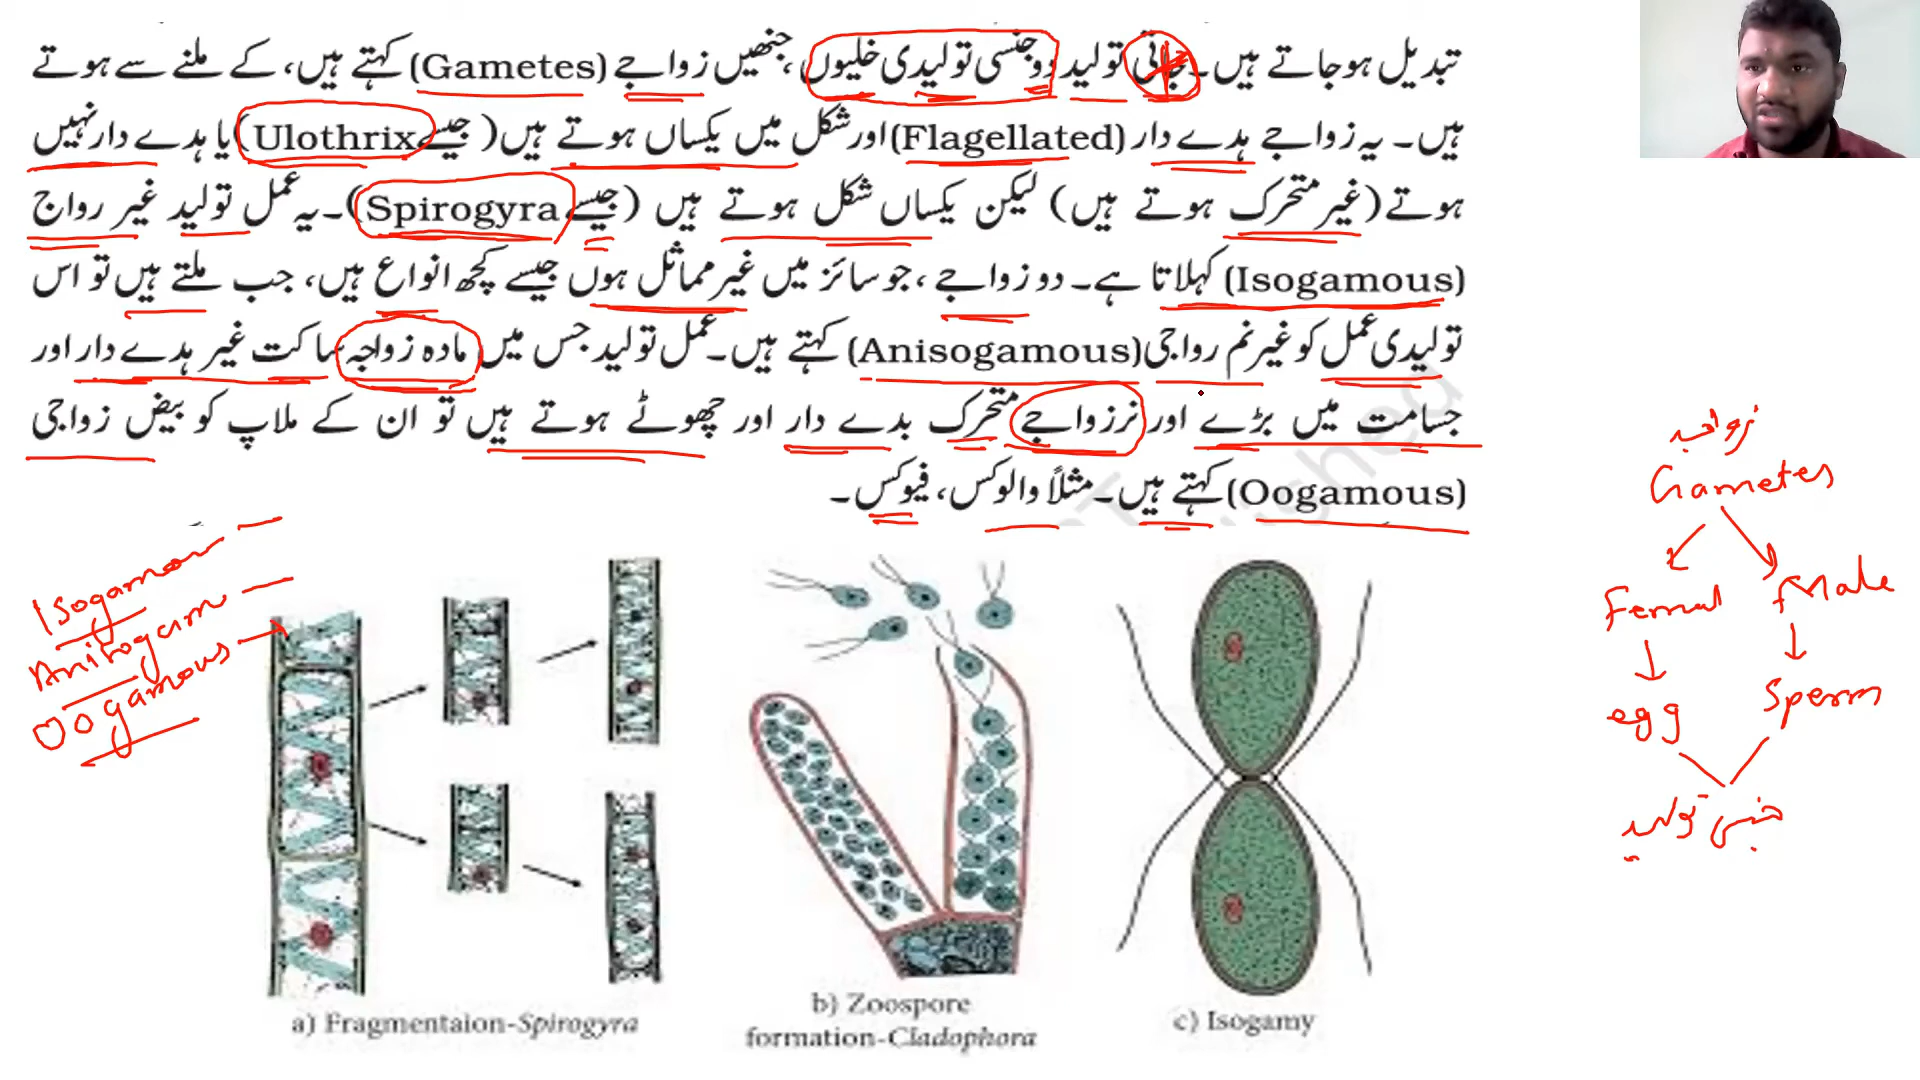 تبدیل ہوجاتے ہیں۔ جاتی تولید دوجنسی تولیدی خلیوں، جنھیں زواجے (Gametes) کہتے ہیں، کے ملنے سے ہوتے
ہیں۔ یہ زواجے ہدے دار (Flagellated) اور شکل میں یکساں ہوتے ہیں (جیسے Ulothrix) یا ہدے دار نہیں
ہوتے (غیر متحرک ہوتے ہیں) لیکن یکساں شکل ہوتے ہیں (جیسے Spirogyra)۔ یہ عمل تولید غیر رواج
(Isogamous) کہلاتا ہے۔ دو زواجے، جو سائز میں غیر مماثل ہوں جیسے کچھ انواع ہیں، جب ملتے ہیں تو اس
تولیدی عمل کو غیر نم رواجی (Anisogamous) کہتے ہیں۔ عمل تولید جس میں مادہ زواجہ ساکت غیر ہدے دار اور
جسامت میں بڑے اور نر زواجے متحرک بدے دار اور چھوٹے ہوتے ہیں تو ان کے ملاپ کو بیض زواجی
(Oogamous) کہتے ہیں۔ مثلاً والوکس، فیوکس۔
زواجہ
Gametes
Femal Male
egg Sperm
جنسی تولید
Isogamous
Anisogam
Oogamous
a) Fragmentaion-Spirogyra
b) Zoospore
formation-Cladophora
c) Isogamy